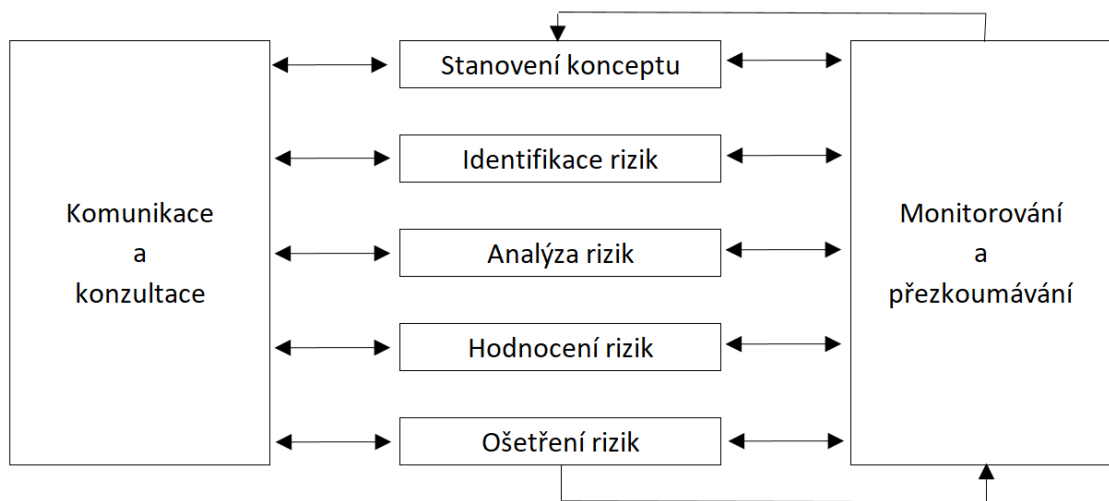 Komunikace
a
konzultace
Stanovení konceptu
Identifikace rizik
Analýza rizik
Hodnocení rizik
Ošetření rizik
Monitorování
a
přezkoumávání